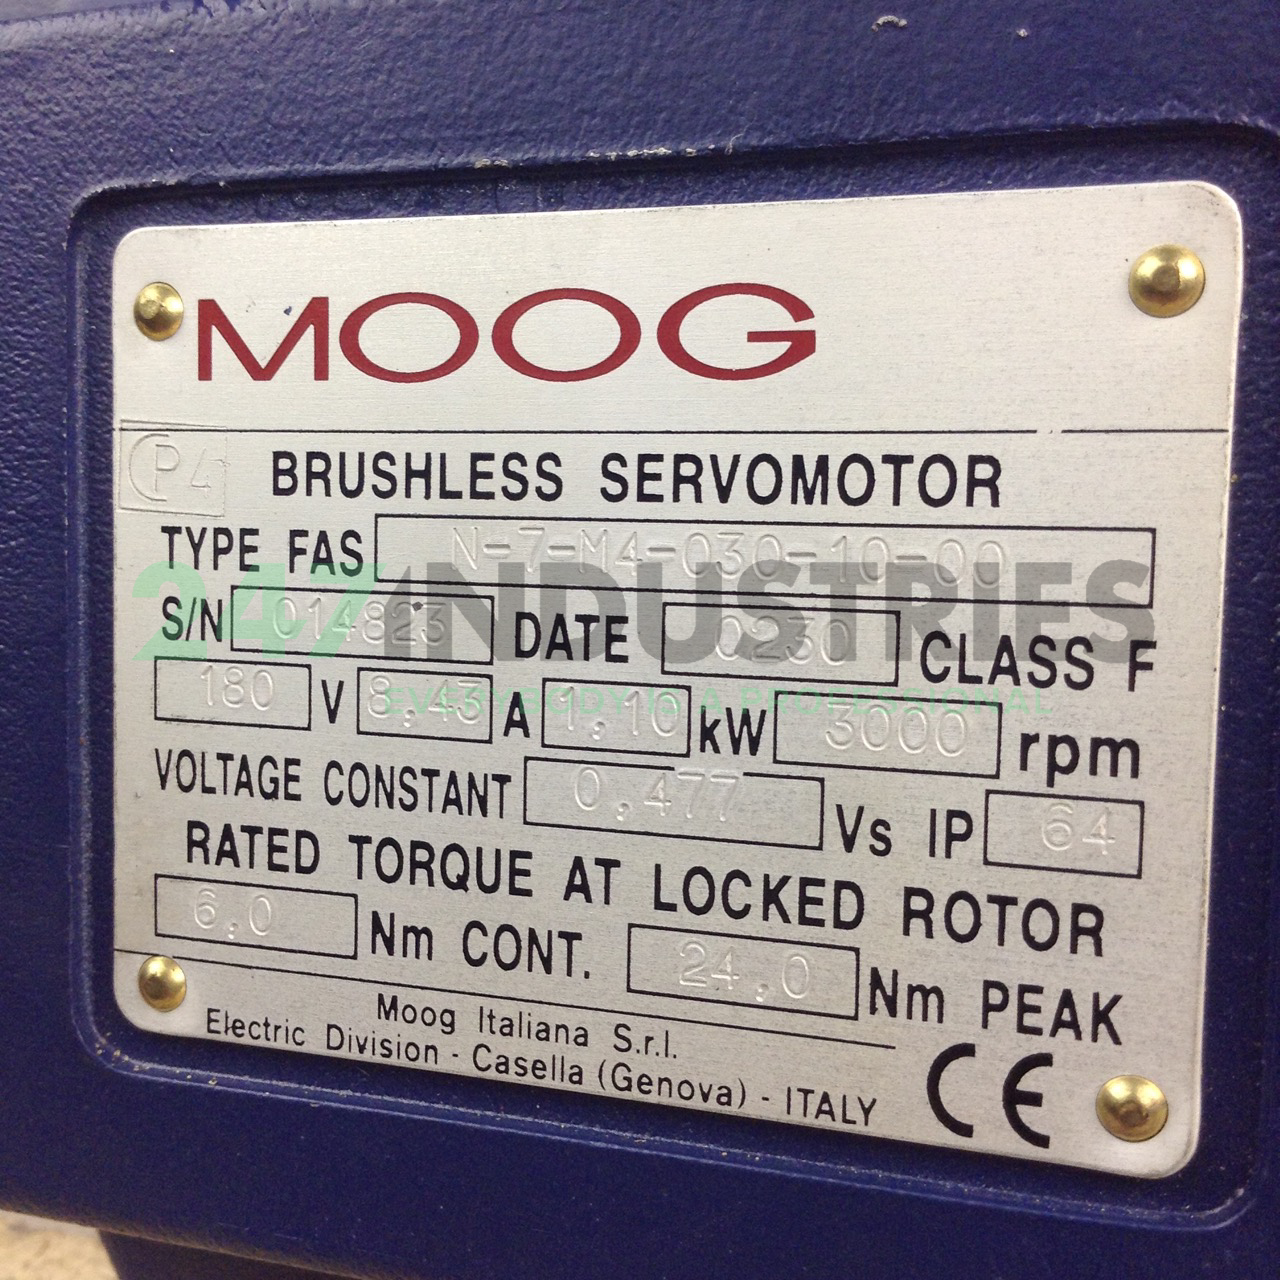 MOOG
CP4
BRUSHLESS SERVOMOTOR
TYPE FAS N-7-M4-030-10-00
247 INDUSTRIES
S/N 014823 DATE 0230 CLASS F
EVERYBODY IS A PROFESSIONAL
180 V 8,43 A 1,10 kW 3000 rpm
VOLTAGE CONSTANT 0,477 Vs IP 64
RATED TORQUE AT LOCKED ROTOR
6,0 Nm CONT. 24,0 Nm PEAK
Moog Italiana S.r.l.
Electric Division - Casella (Genova) - ITALY
CE